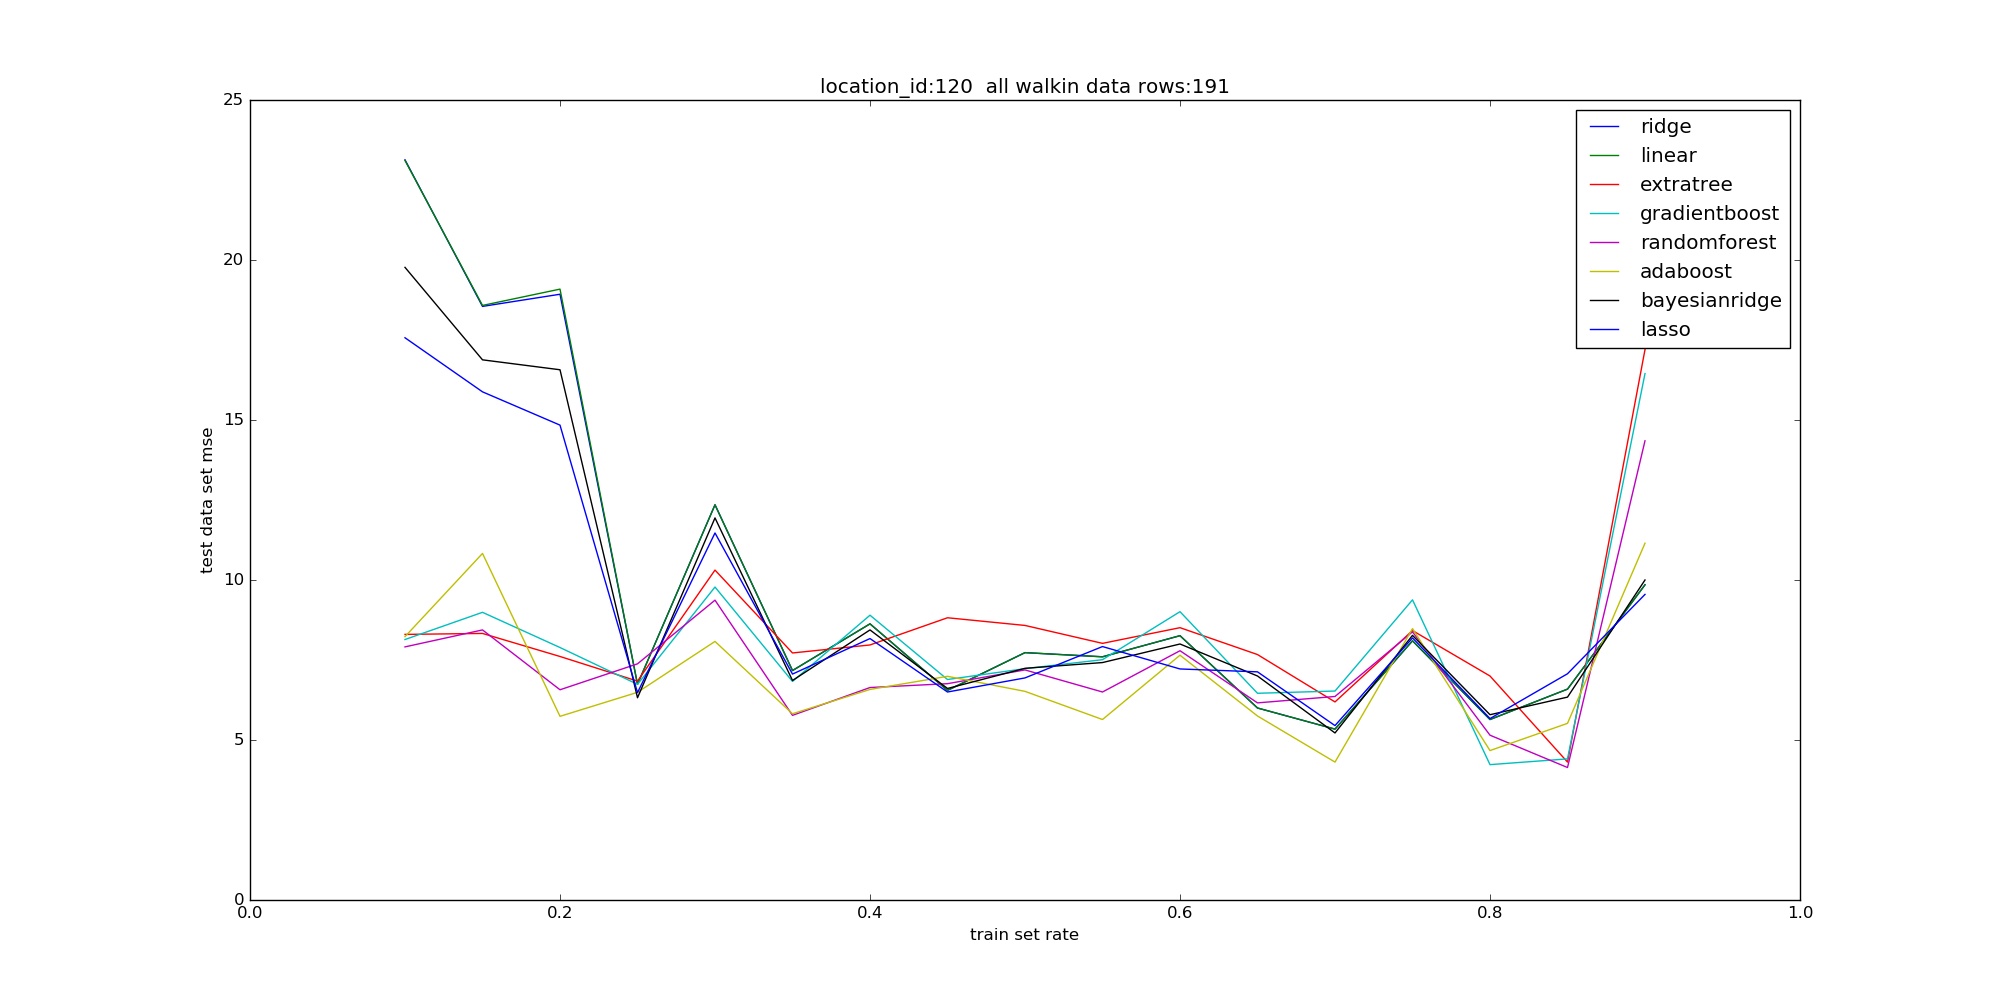 location_id:120  all walkin data rows:191
25
20
15
10
5
0
test data set mse
0.0
0.2
0.4
0.6
0.8
1.0
train set rate
ridge
linear
extratree
gradientboost
randomforest
adaboost
bayesianridge
lasso